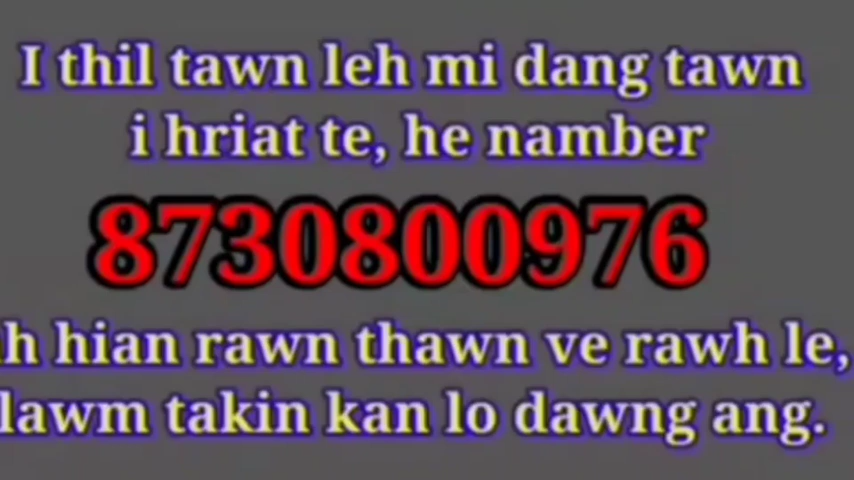 I thil tawn leh mi dang tawn
i hriat te, he namber
8730800976
hian rawn thawn ve rawh le,
lawm takin kan lo dawng ang.